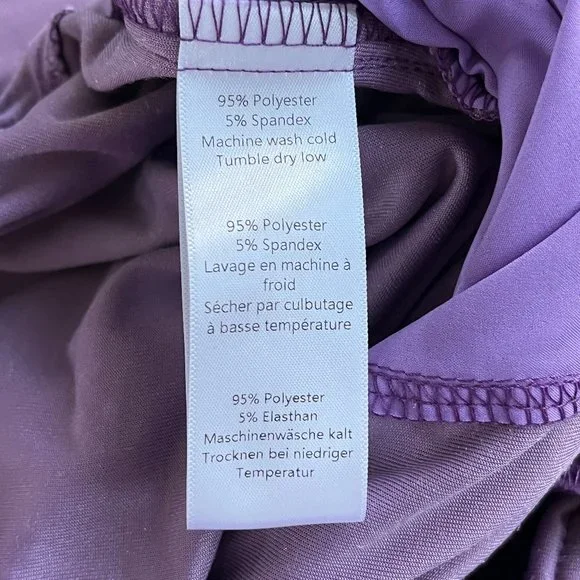 95% Polyester
5% Spandex
Machine wash cold
Tumble dry low
95% Polyester
5% Spandex
Lavage en machine à
froid
Sécher par culbutage
à basse température
95% Polyester
5% Elasthan
Maschinenwäsche kalt
Trocknen bei niedriger
Temperatur